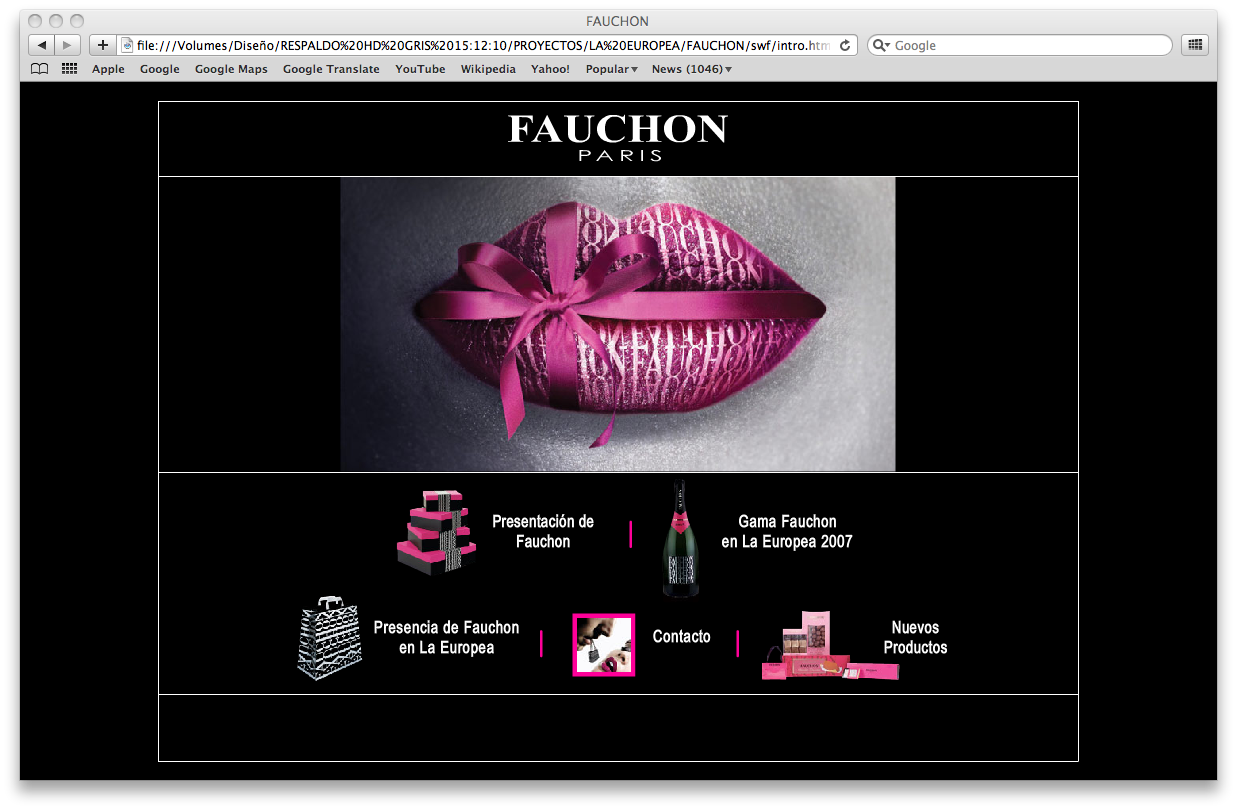 FAUCHON
file:///Volumes/Diseño/RESPALDO%20HD%20GRIS%2015:12:10/PROYECTOS/LA%20EUROPEA/FAUCHON/swf/intro.htm
Google
Apple Google Google Maps Google Translate YouTube Wikipedia Yahoo! Popular News (1046)
FAUCHON
PARIS
FAUCHON
FAUCHON
Presentación de
Fauchon
Gama Fauchon
en La Europea 2007
Presencia de Fauchon
en La Europea
Contacto
Nuevos
Productos